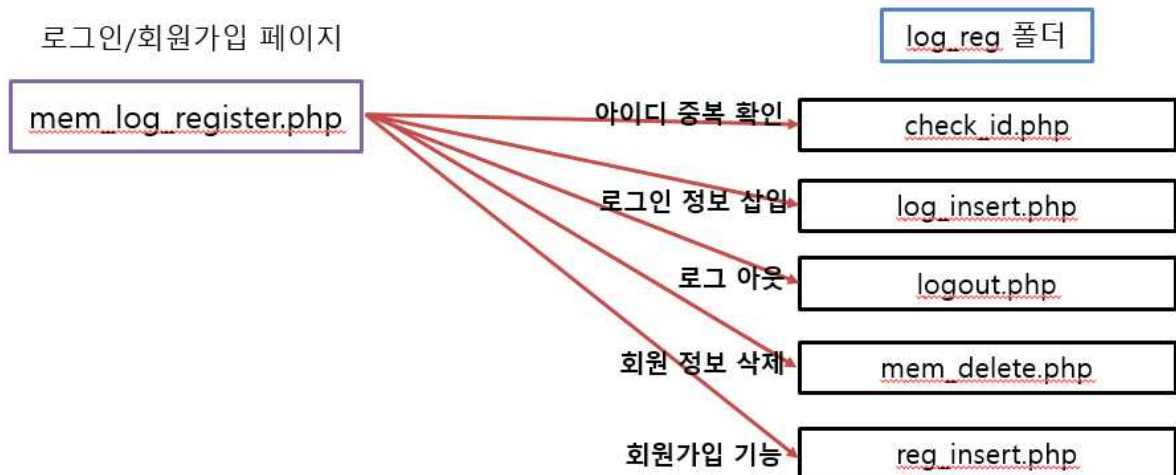 로그인/회원가입 페이지
log_reg 폴더
mem_log_register.php
아이디 중복 확인
check_id.php
로그인 정보 삽입
log_insert.php
로그 아웃
logout.php
회원 정보 삭제
mem_delete.php
회원가입 기능
reg_insert.php